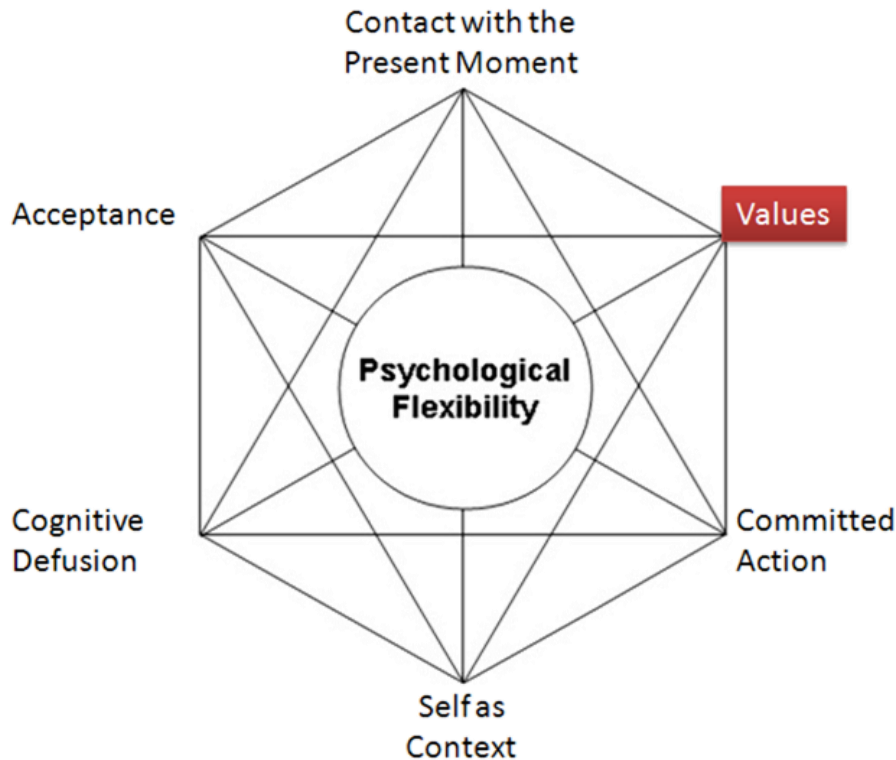 Contact with the
Present Moment
Acceptance
Values
Psychological
Flexibility
Cognitive
Defusion
Committed
Action
Self as
Context